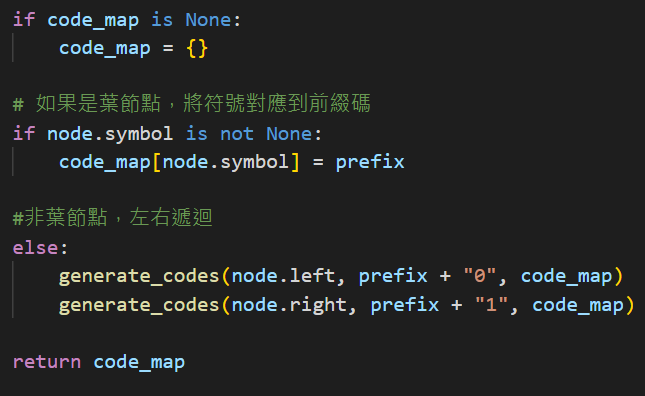 if code_map is None:
    code_map = {}
# 如果是葉節點，將符號對應到前綴碼
if node.symbol is not None:
    code_map[node.symbol] = prefix
#非葉節點，左右遞迴
else:
    generate_codes(node.left, prefix + "0", code_map)
    generate_codes(node.right, prefix + "1", code_map)
return code_map